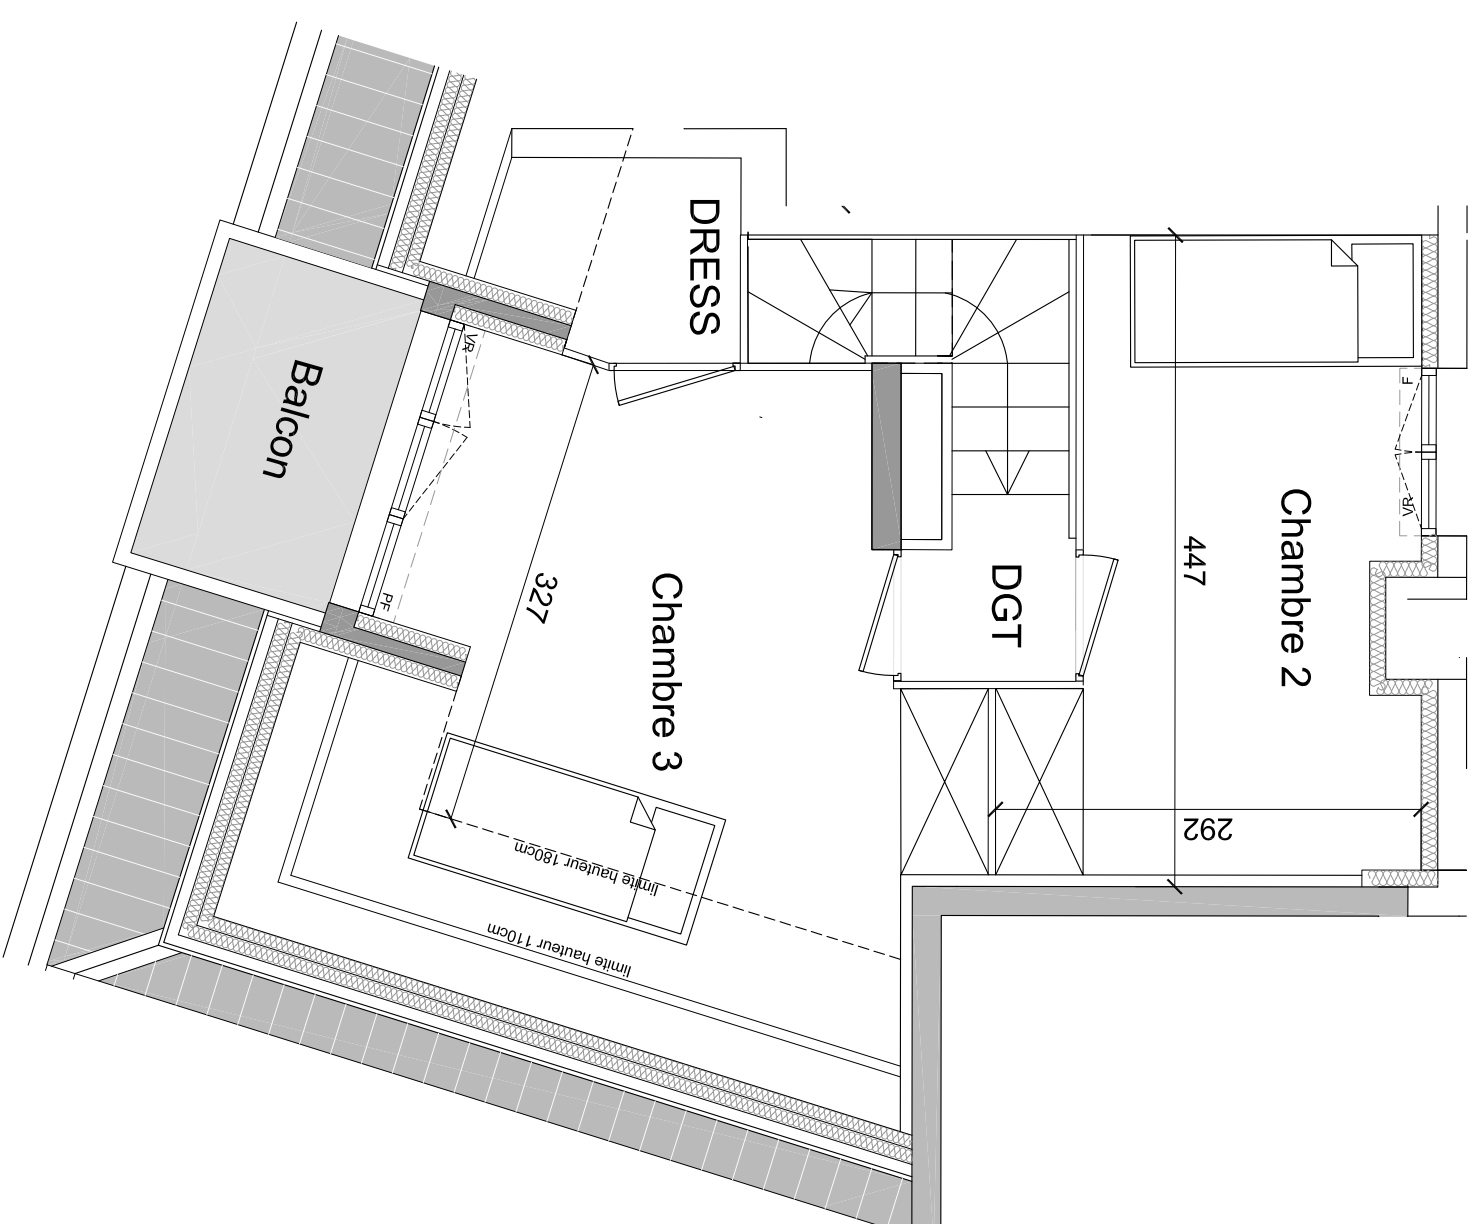 DRESS
VR
Balcon
PF
327
Chambre 3
DGT
F
VR
Chambre 2
447
292
limite hauteur 180cm
limite hauteur 110cm